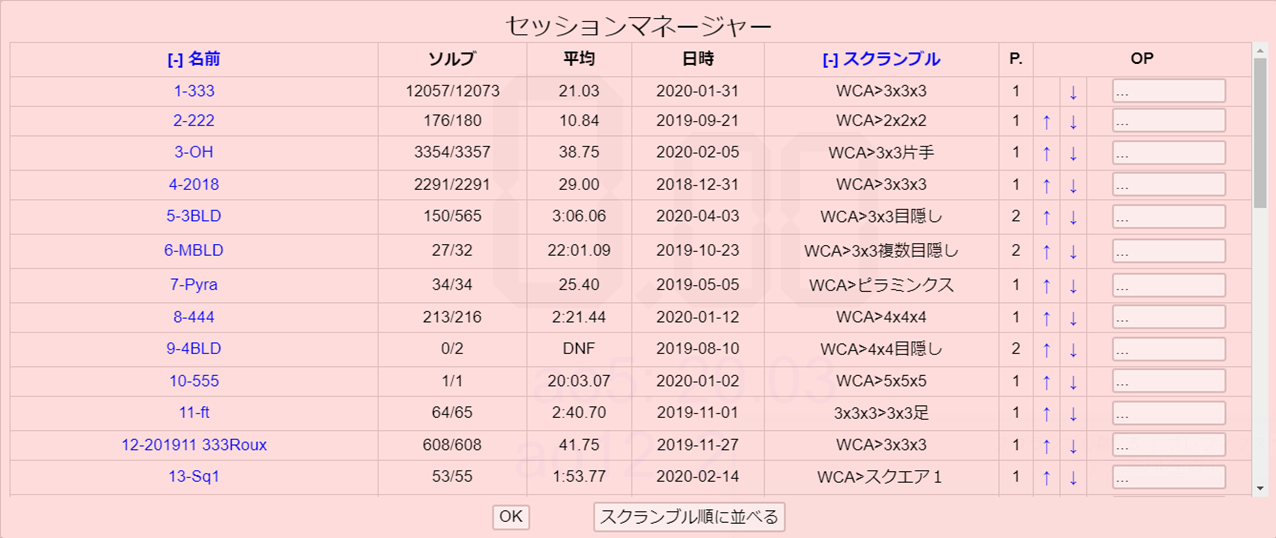 セッションマネージャー
[-] 名前 ソルブ 平均 日時 [-] スクランブル P. OP
1-333 12057/12073 21.03 2020-01-31 WCA>3x3x3 1 ↓ ...
2-222 176/180 10.84 2019-09-21 WCA>2x2x2 1 ↑ ↓ ...
3-OH 3354/3357 38.75 2020-02-05 WCA>3x3片手 1 ↑ ↓ ...
4-2018 2291/2291 29.00 2018-12-31 WCA>3x3x3 1 ↑ ↓ ...
5-3BLD 150/565 3:06.06 2020-04-03 WCA>3x3目隠し 2 ↑ ↓ ...
6-MBLD 27/32 22:01.09 2019-10-23 WCA>3x3複数目隠し 2 ↑ ↓ ...
7-Pyra 34/34 25.40 2019-05-05 WCA>ピラミンクス 1 ↑ ↓ ...
8-444 213/216 2:21.44 2020-01-12 WCA>4x4x4 1 ↑ ↓ ...
9-4BLD 0/2 DNF 2019-08-10 WCA>4x4目隠し 2 ↑ ↓ ...
10-555 1/1 20:03.07 2020-01-02 WCA>5x5x5 1 ↑ ↓ ...
11-ft 64/65 2:40.70 2019-11-01 3x3x3>3x3足 1 ↑ ↓ ...
12-201911 333Roux 608/608 41.75 2019-11-27 WCA>3x3x3 1 ↑ ↓ ...
13-Sq1 53/55 1:53.77 2020-02-14 WCA>スクエア１ 1 ↑ ↓ ...
OK スクランブル順に並べる